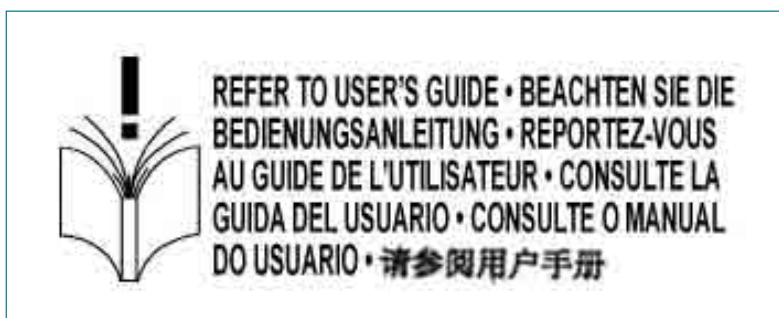 REFER TO USER'S GUIDE • BEACHTEN SIE DIE
BEDIENUNGSANLEITUNG • REPORTEZ-VOUS
AU GUIDE DE L'UTILISATEUR • CONSULTE LA
GUIDA DEL USUARIO • CONSULTE O MANUAL
DO USUARIO • 请参阅用户手册